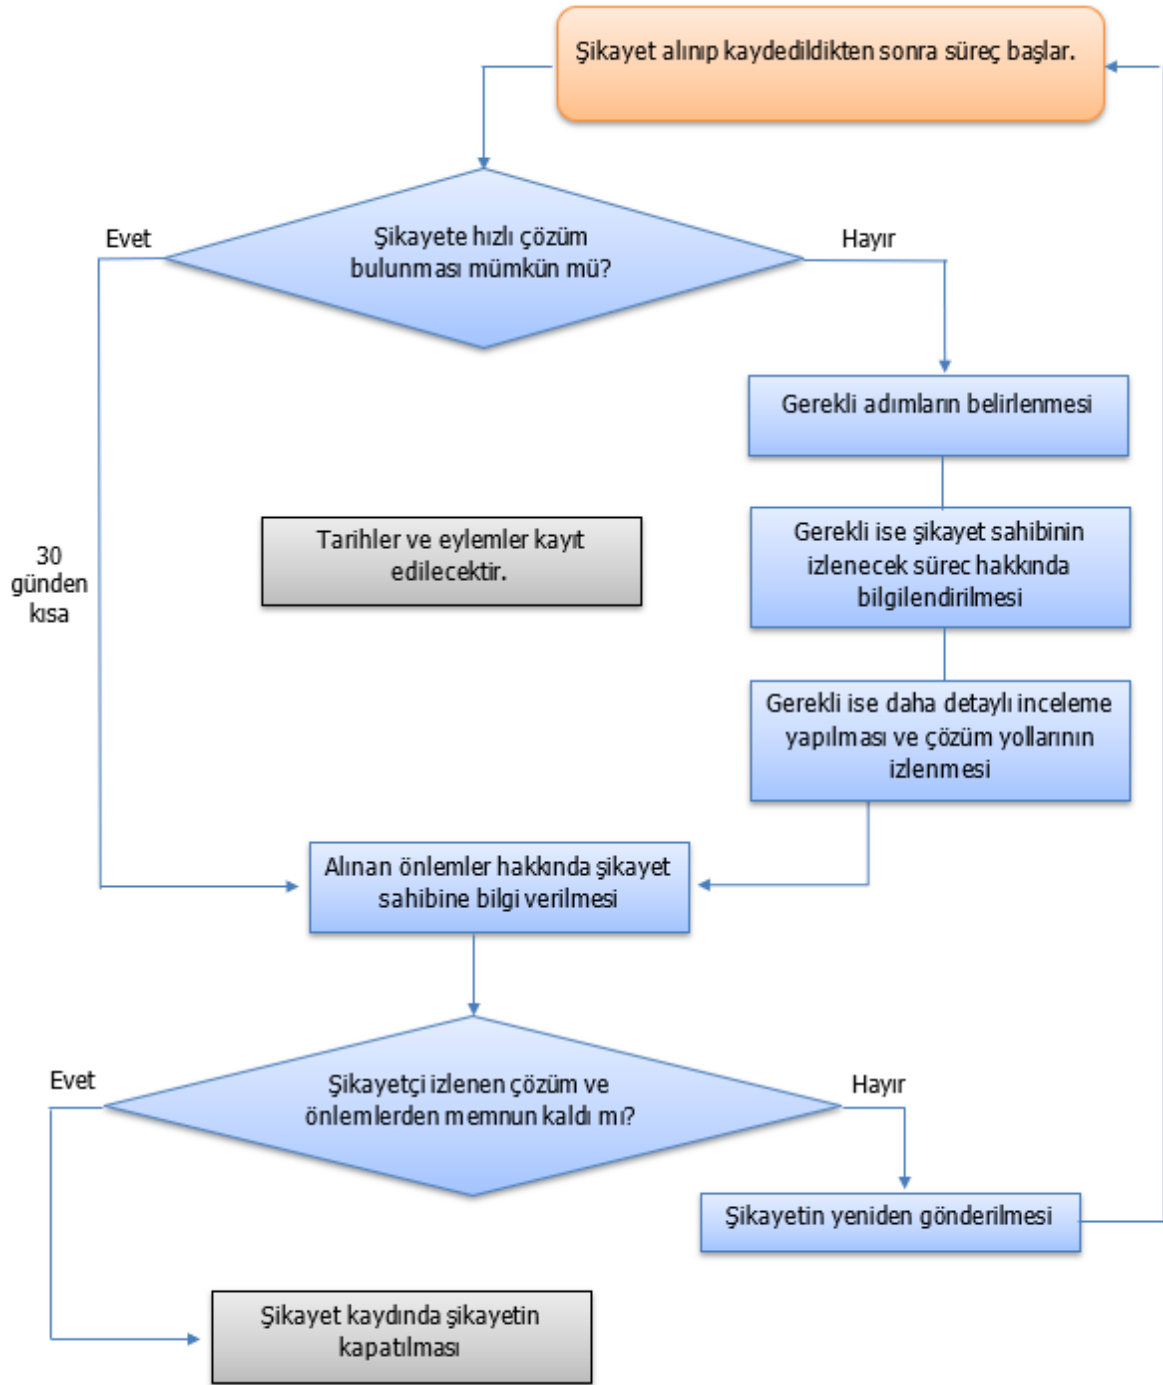 Şikayet alınıp kaydedildikten sonra süreç başlar.
Evet
Şikayete hızlı çözüm
bulunması mümkün mü?
Hayır
Gerekli adımların belirlenmesi
Tarihler ve eylemler kayıt
edilecektir.
Gerekli ise şikayet sahibinin
izlenecek sürec hakkında
bilgilendirilmesi
30
günden
kısa
Gerekli ise daha detaylı inceleme
yapılması ve çözüm yollarının
izlenmesi
Alınan önlemler hakkında şikayet
sahibine bilgi verilmesi
Evet
Şikayetçi izlenen çözüm ve
önlemlerden memnun kaldı mı?
Hayır
Şikayetin yeniden gönderilmesi
Şikayet kaydında şikayetin
kapatılması